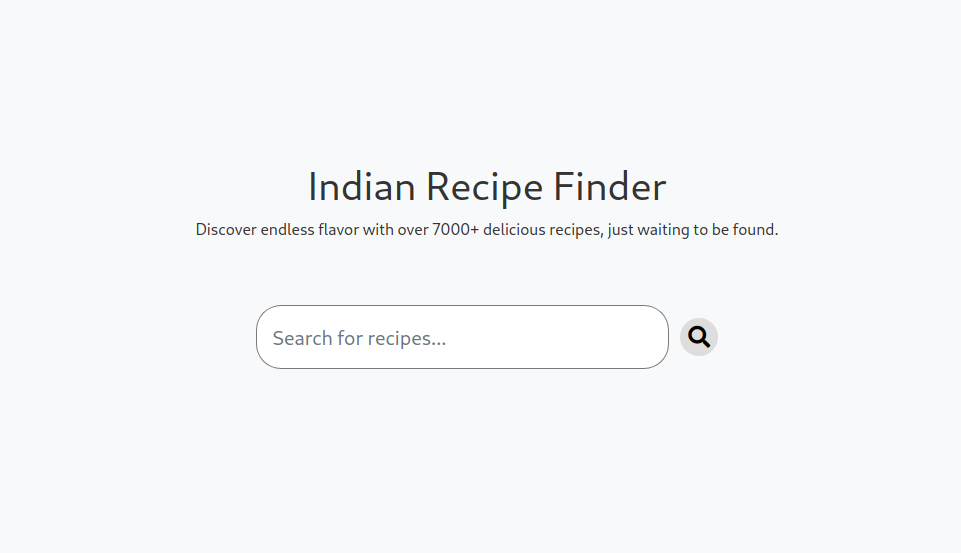 Indian Recipe Finder
Discover endless flavor with over 7000+ delicious recipes, just waiting to be found.
Search for recipes...